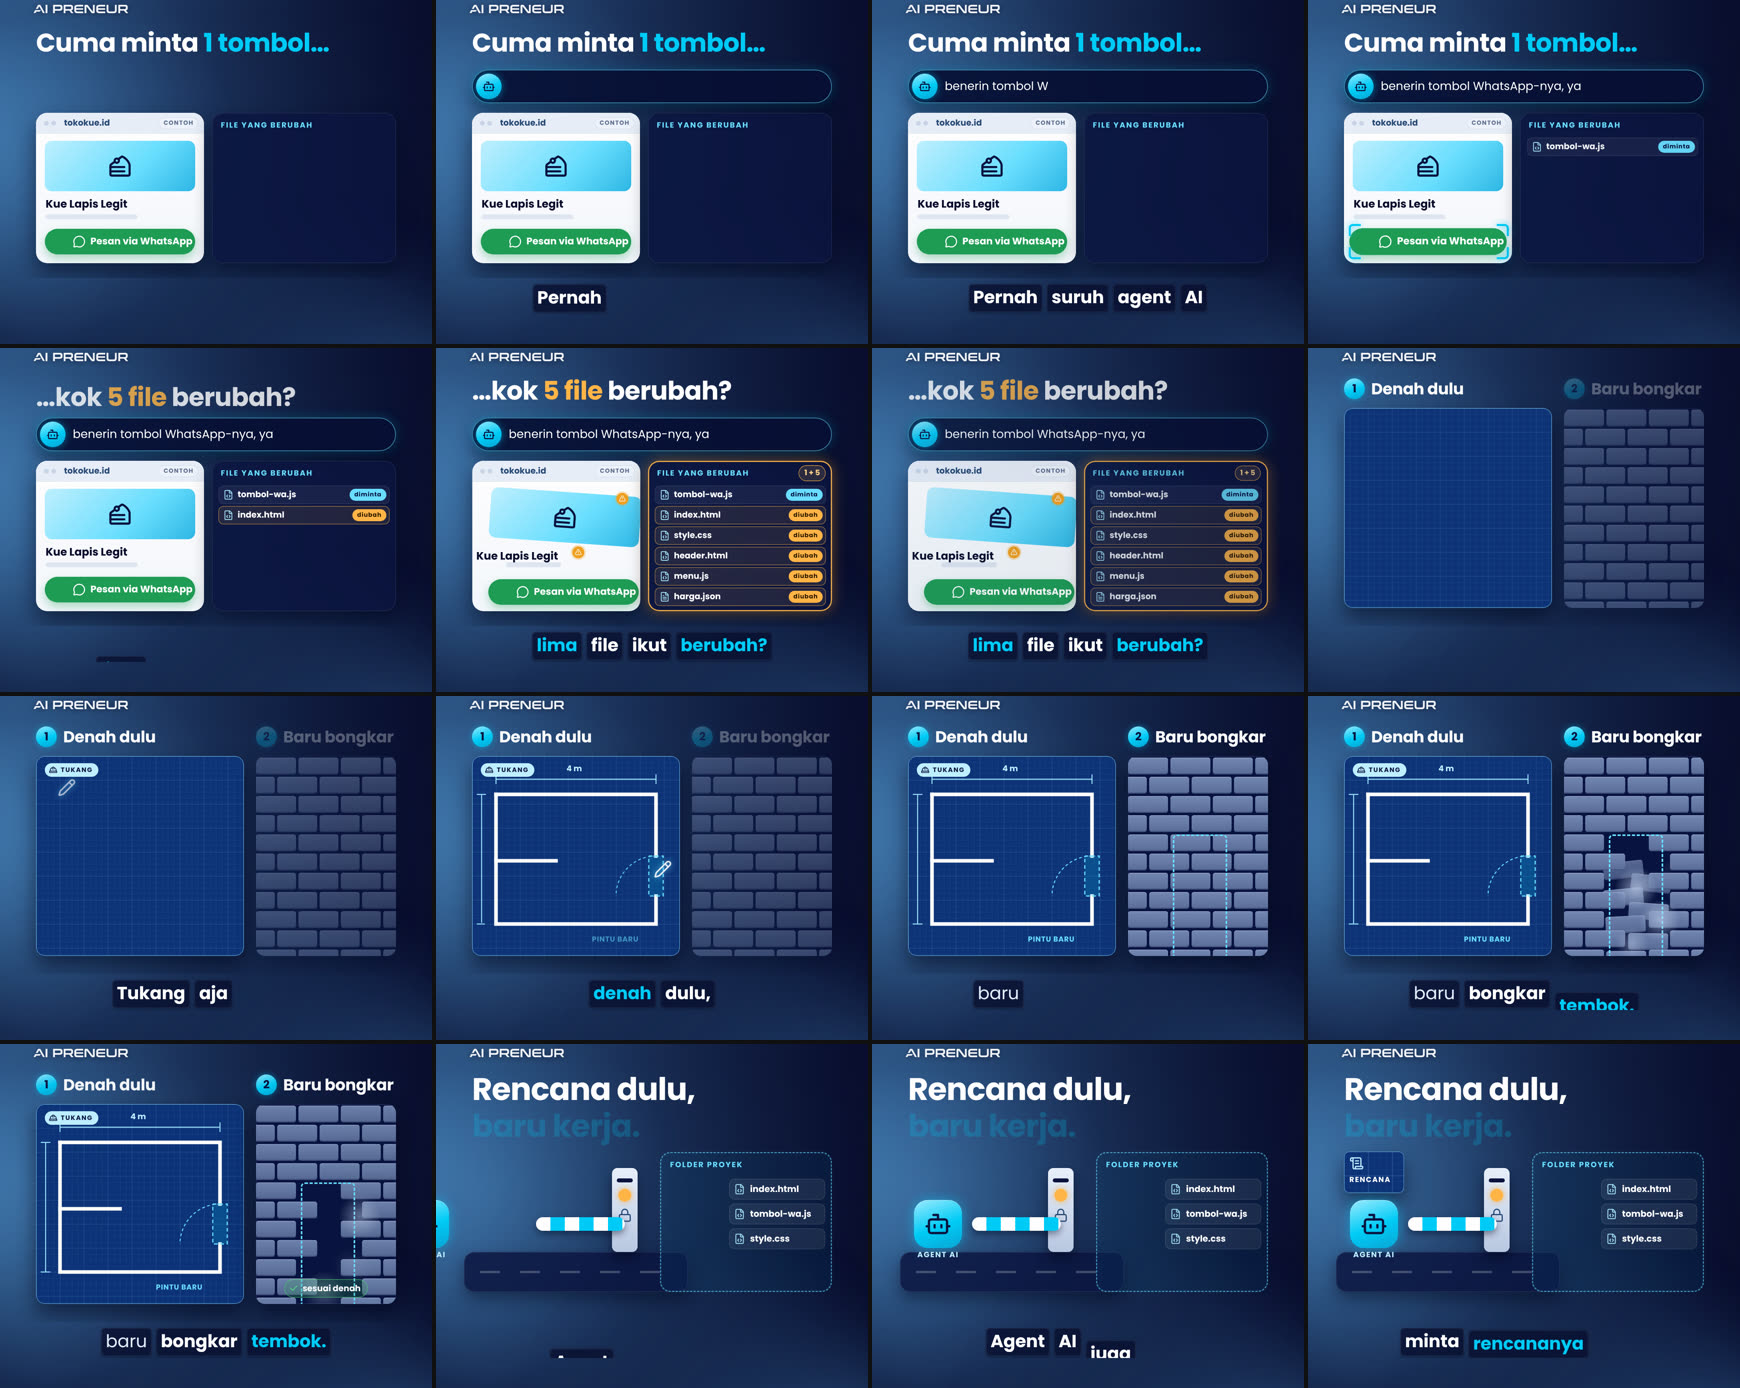 AI PRENEUR
Cuma minta 1 tombol...
tokokue.id
CONTOH
FILE YANG BERUBAH
Kue Lapis Legit
Pesan via WhatsApp
AI PRENEUR
Cuma minta 1 tombol...
tokokue.id
CONTOH
FILE YANG BERUBAH
Kue Lapis Legit
Pesan via WhatsApp
Pernah
AI PRENEUR
Cuma minta 1 tombol...
benerin tombol W
tokokue.id
CONTOH
FILE YANG BERUBAH
Kue Lapis Legit
Pesan via WhatsApp
Pernah suruh agent AI
AI PRENEUR
Cuma minta 1 tombol...
benerin tombol WhatsApp-nya, ya
tokokue.id
CONTOH
FILE YANG BERUBAH
tombol-wa.js
diminta
Kue Lapis Legit
Pesan via WhatsApp
AI PRENEUR
...kok 5 file berubah?
benerin tombol WhatsApp-nya, ya
tokokue.id
CONTOH
FILE YANG BERUBAH
tombol-wa.js
diminta
index.html
diubah
Kue Lapis Legit
Pesan via WhatsApp
AI PRENEUR
...kok 5 file berubah?
benerin tombol WhatsApp-nya, ya
tokokue.id
CONTOH
FILE YANG BERUBAH
1+5
tombol-wa.js
diminta
index.html
diubah
style.css
diubah
header.html
diubah
menu.js
diubah
harga.json
diubah
Kue Lapis Legit
Pesan via WhatsApp
lima file ikut berubah?
AI PRENEUR
...kok 5 file berubah?
benerin tombol WhatsApp-nya, ya
tokokue.id
CONTOH
FILE YANG BERUBAH
1+5
tombol-wa.js
diminta
index.html
diubah
style.css
diubah
header.html
diubah
menu.js
diubah
harga.json
diubah
Kue Lapis Legit
Pesan via WhatsApp
lima file ikut berubah?
AI PRENEUR
1 Denah dulu
2 Baru bongkar
AI PRENEUR
1 Denah dulu
2 Baru bongkar
TUKANG
Tukang aja
AI PRENEUR
1 Denah dulu
2 Baru bongkar
TUKANG
4 m
PINTU BARU
denah dulu,
AI PRENEUR
1 Denah dulu
2 Baru bongkar
TUKANG
4 m
PINTU BARU
baru
AI PRENEUR
1 Denah dulu
2 Baru bongkar
TUKANG
4 m
PINTU BARU
baru bongkar tembok.
AI PRENEUR
1 Denah dulu
2 Baru bongkar
TUKANG
4 m
PINTU BARU
sesuai denah
baru bongkar tembok.
AI PRENEUR
Rencana dulu,
baru kerja.
FOLDER PROYEK
index.html
tombol-wa.js
style.css
AI
AI PRENEUR
Rencana dulu,
baru kerja.
FOLDER PROYEK
index.html
tombol-wa.js
style.css
AGENT AI
Agent AI juga
AI PRENEUR
Rencana dulu,
baru kerja.
RENCANA
FOLDER PROYEK
index.html
tombol-wa.js
style.css
AGENT AI
minta rencananya